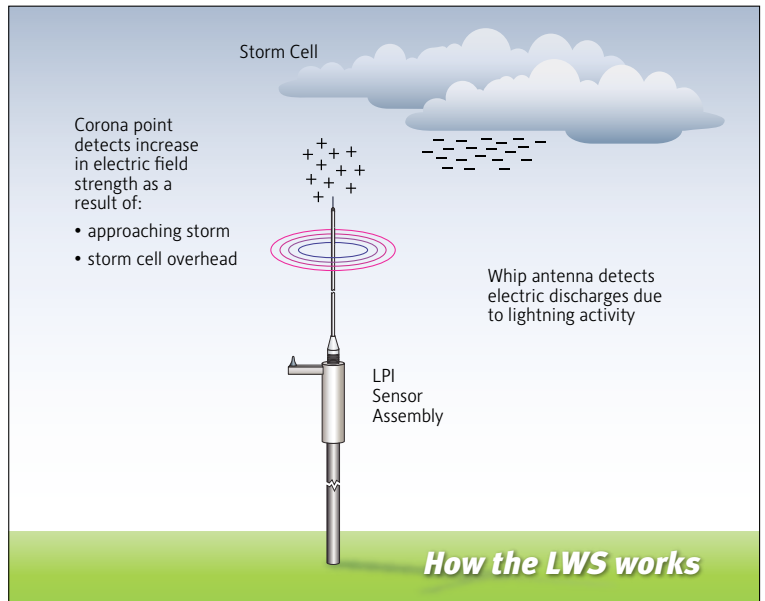 Storm Cell
Corona point
detects increase
in electric field
strength as a
result of:
• approaching storm
• storm cell overhead
Whip antenna detects
electric discharges due
to lightning activity
LPI
Sensor
Assembly
How the LWS works